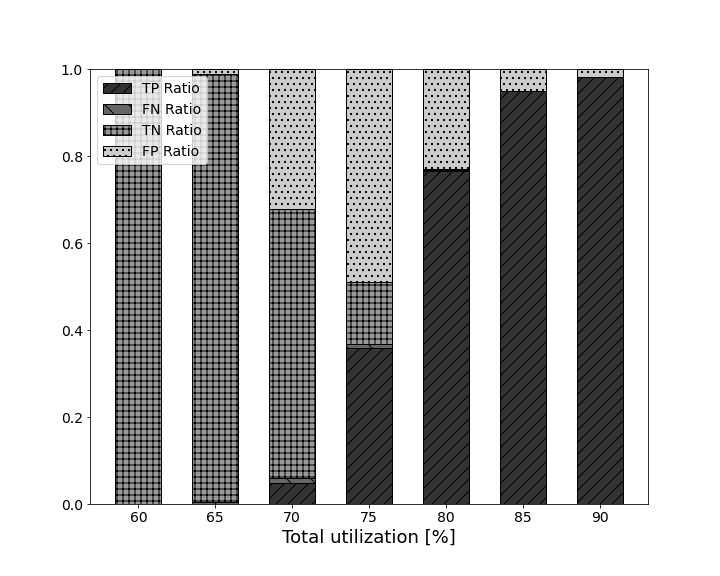 1.0
0.8
0.6
0.4
0.2
0.0
TP Ratio
FN Ratio
TN Ratio
FP Ratio
60 65 70 75 80 85 90
Total utilization [%]